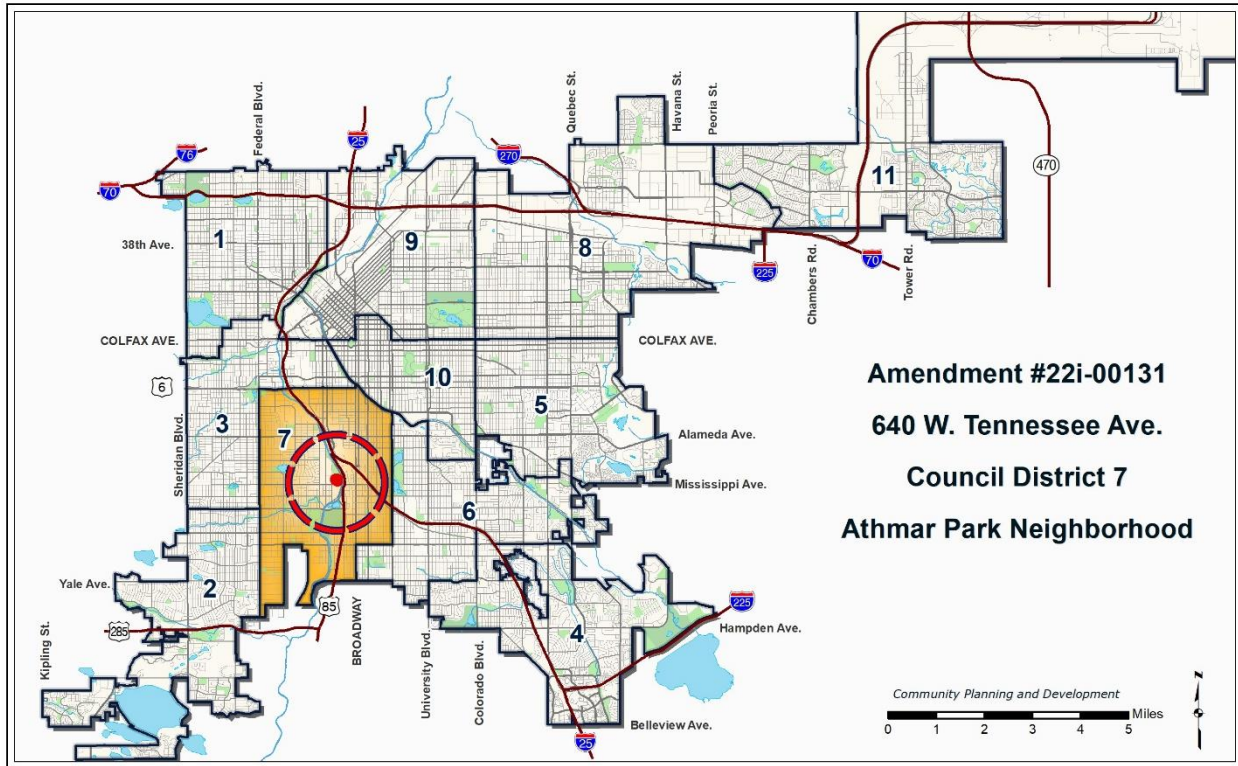 Federal Blvd.
25
76
70
270
Quebec St.
Havana St.
Peoria St.
470
38th Ave.
1
9
8
11
225
70
Chambers Rd.
Tower Rd.
COLFAX AVE.
COLFAX AVE.
6
Sheridan Blvd.
3
7
10
5
Alameda Ave.
Mississippi Ave.
6
Yale Ave.
2
285
85
BROADWAY
University Blvd.
Colorado Blvd.
4
225
Hampden Ave.
Kipling St.
Belleview Ave.
25
Amendment #22i-00131
640 W. Tennessee Ave.
Council District 7
Athmar Park Neighborhood
Community Planning and Development
Miles
0 1 2 3 4 5
N